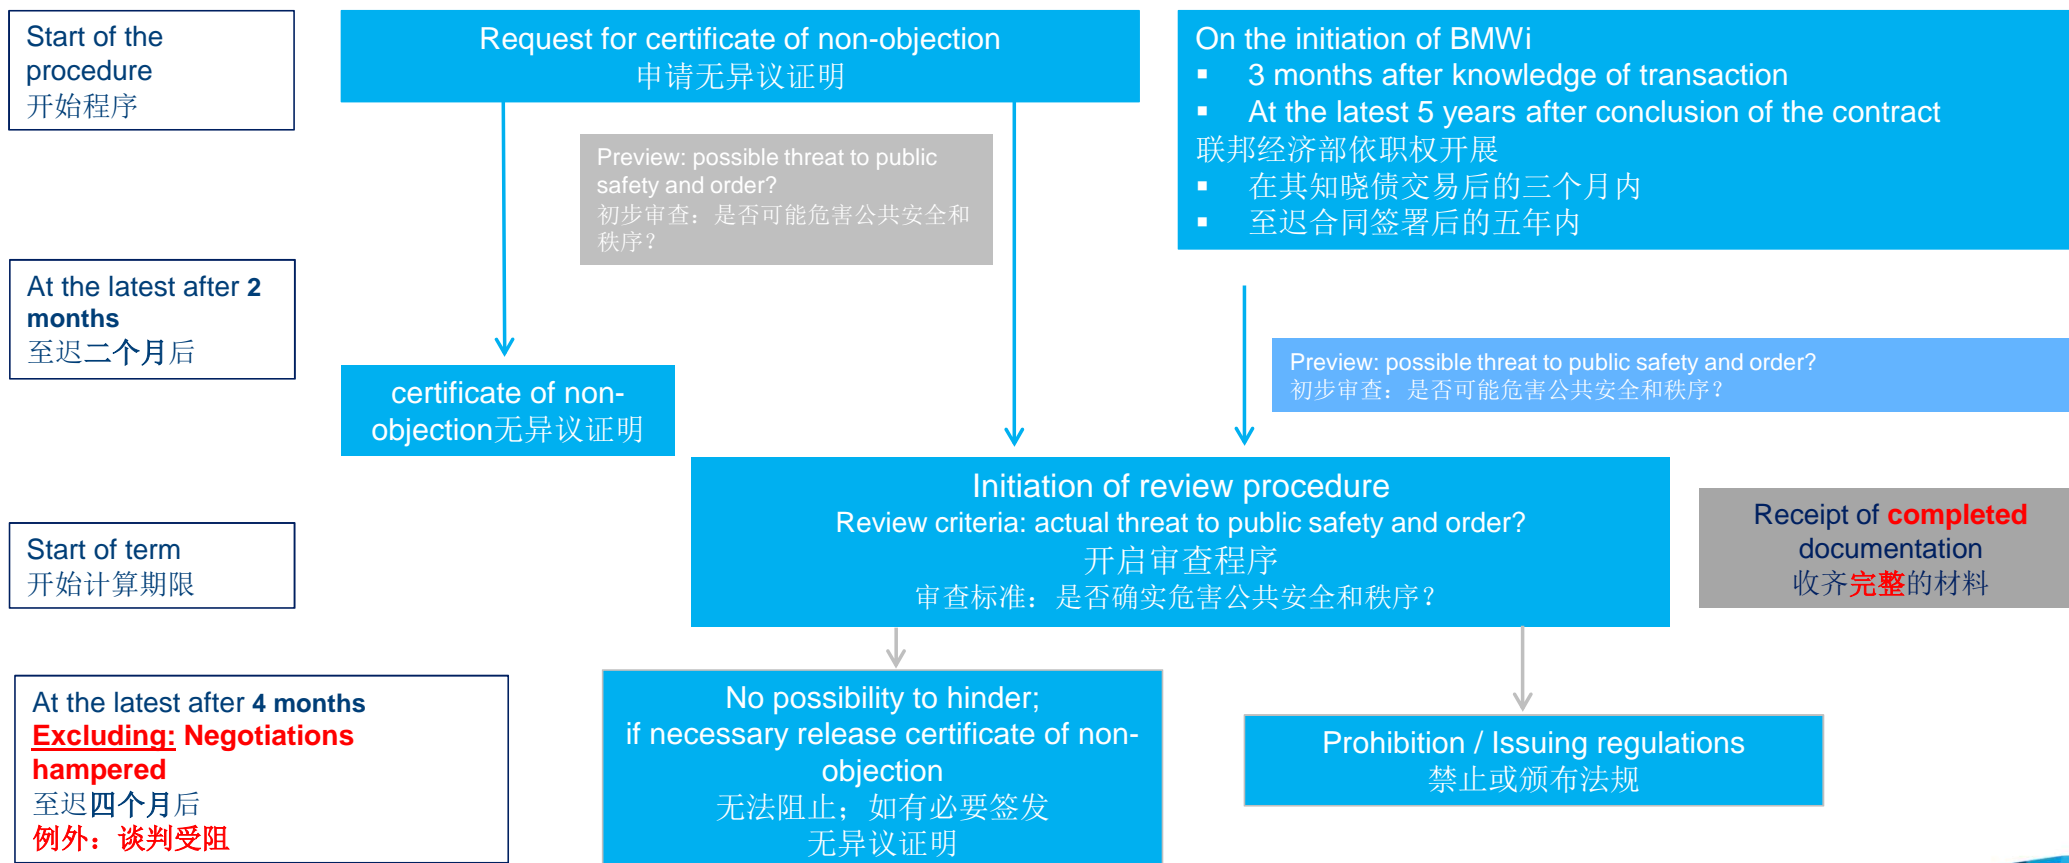 Start of the
procedure
开始程序
Request for certificate of non-objection
申请无异议证明
On the initiation of BMWi
▪ 3 months after knowledge of transaction
▪ At the latest 5 years after conclusion of the contract
联邦经济部依职权开展
▪ 在其知晓债交易后的三个月内
▪ 至迟合同签署后的五年内
Preview: possible threat to public
safety and order?
初步审查：是否可能危害公共安全和
秩序？
At the latest after 2
months
至迟二个月后
certificate of non-
objection无异议证明
Preview: possible threat to public safety and order?
初步审查：是否可能危害公共安全和秩序？
Start of term
开始计算期限
Initiation of review procedure
Review criteria: actual threat to public safety and order?
开启审查程序
审查标准：是否确实危害公共安全和秩序？
Receipt of completed
documentation
收齐完整的材料
At the latest after 4 months
Excluding: Negotiations
hampered
至迟四个月后
例外：谈判受阻
No possibility to hinder;
if necessary release certificate of non-
objection
无法阻止；如有必要签发
无异议证明
Prohibition / Issuing regulations
禁止或颁布法规